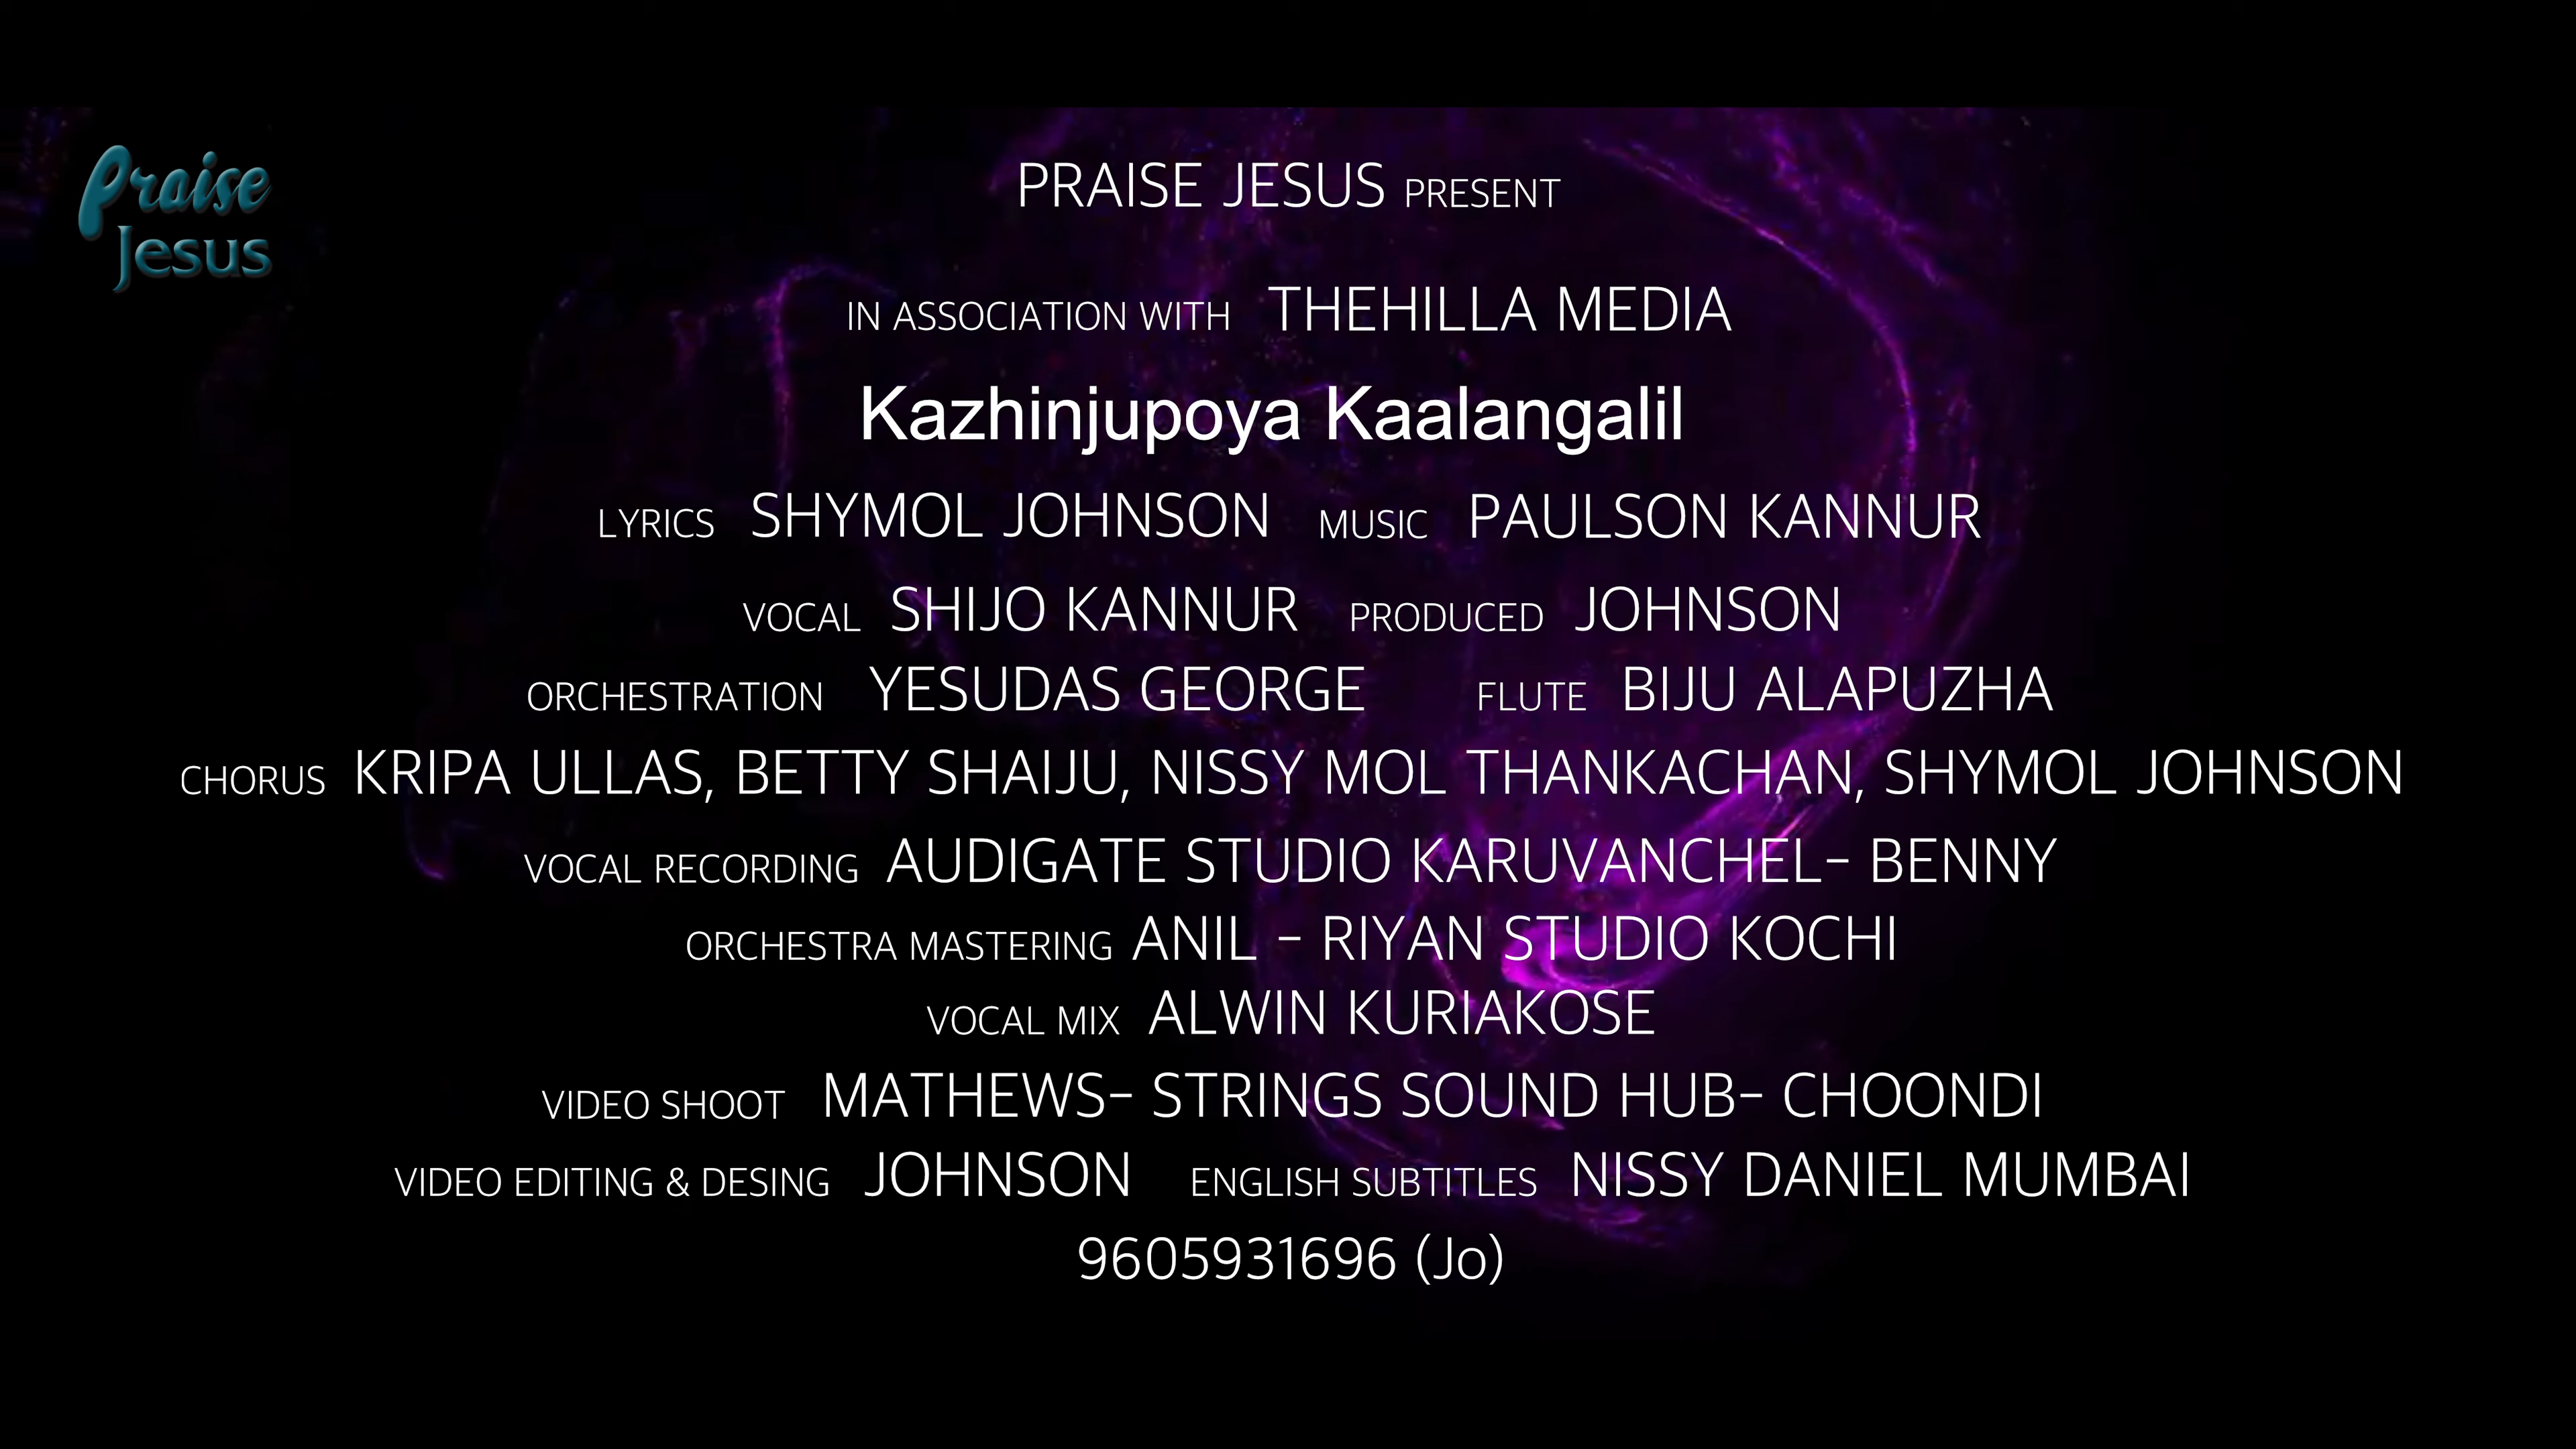 Praise
Jesus
PRAISE JESUS PRESENT
IN ASSOCIATION WITH THEHILLA MEDIA
Kazhinjupoya Kaalangalil
LYRICS SHYMOL JOHNSON MUSIC PAULSON KANNUR
VOCAL SHIJO KANNUR PRODUCED JOHNSON
ORCHESTRATION YESUDAS GEORGE FLUTE BIJU ALAPUZHA
CHORUS KRIPA ULLAS, BETTY SHAIJU, NISSY MOL THANKACHAN, SHYMOL JOHNSON
VOCAL RECORDING AUDIGATE STUDIO KARUVANCHEL- BENNY
ORCHESTRA MASTERING ANIL - RIYAN STUDIO KOCHI
VOCAL MIX ALWIN KURIAKOSE
VIDEO SHOOT MATHEWS- STRINGS SOUND HUB- CHOONDI
VIDEO EDITING & DESING JOHNSON ENGLISH SUBTITLES NISSY DANIEL MUMBAI
9605931696 (Jo)